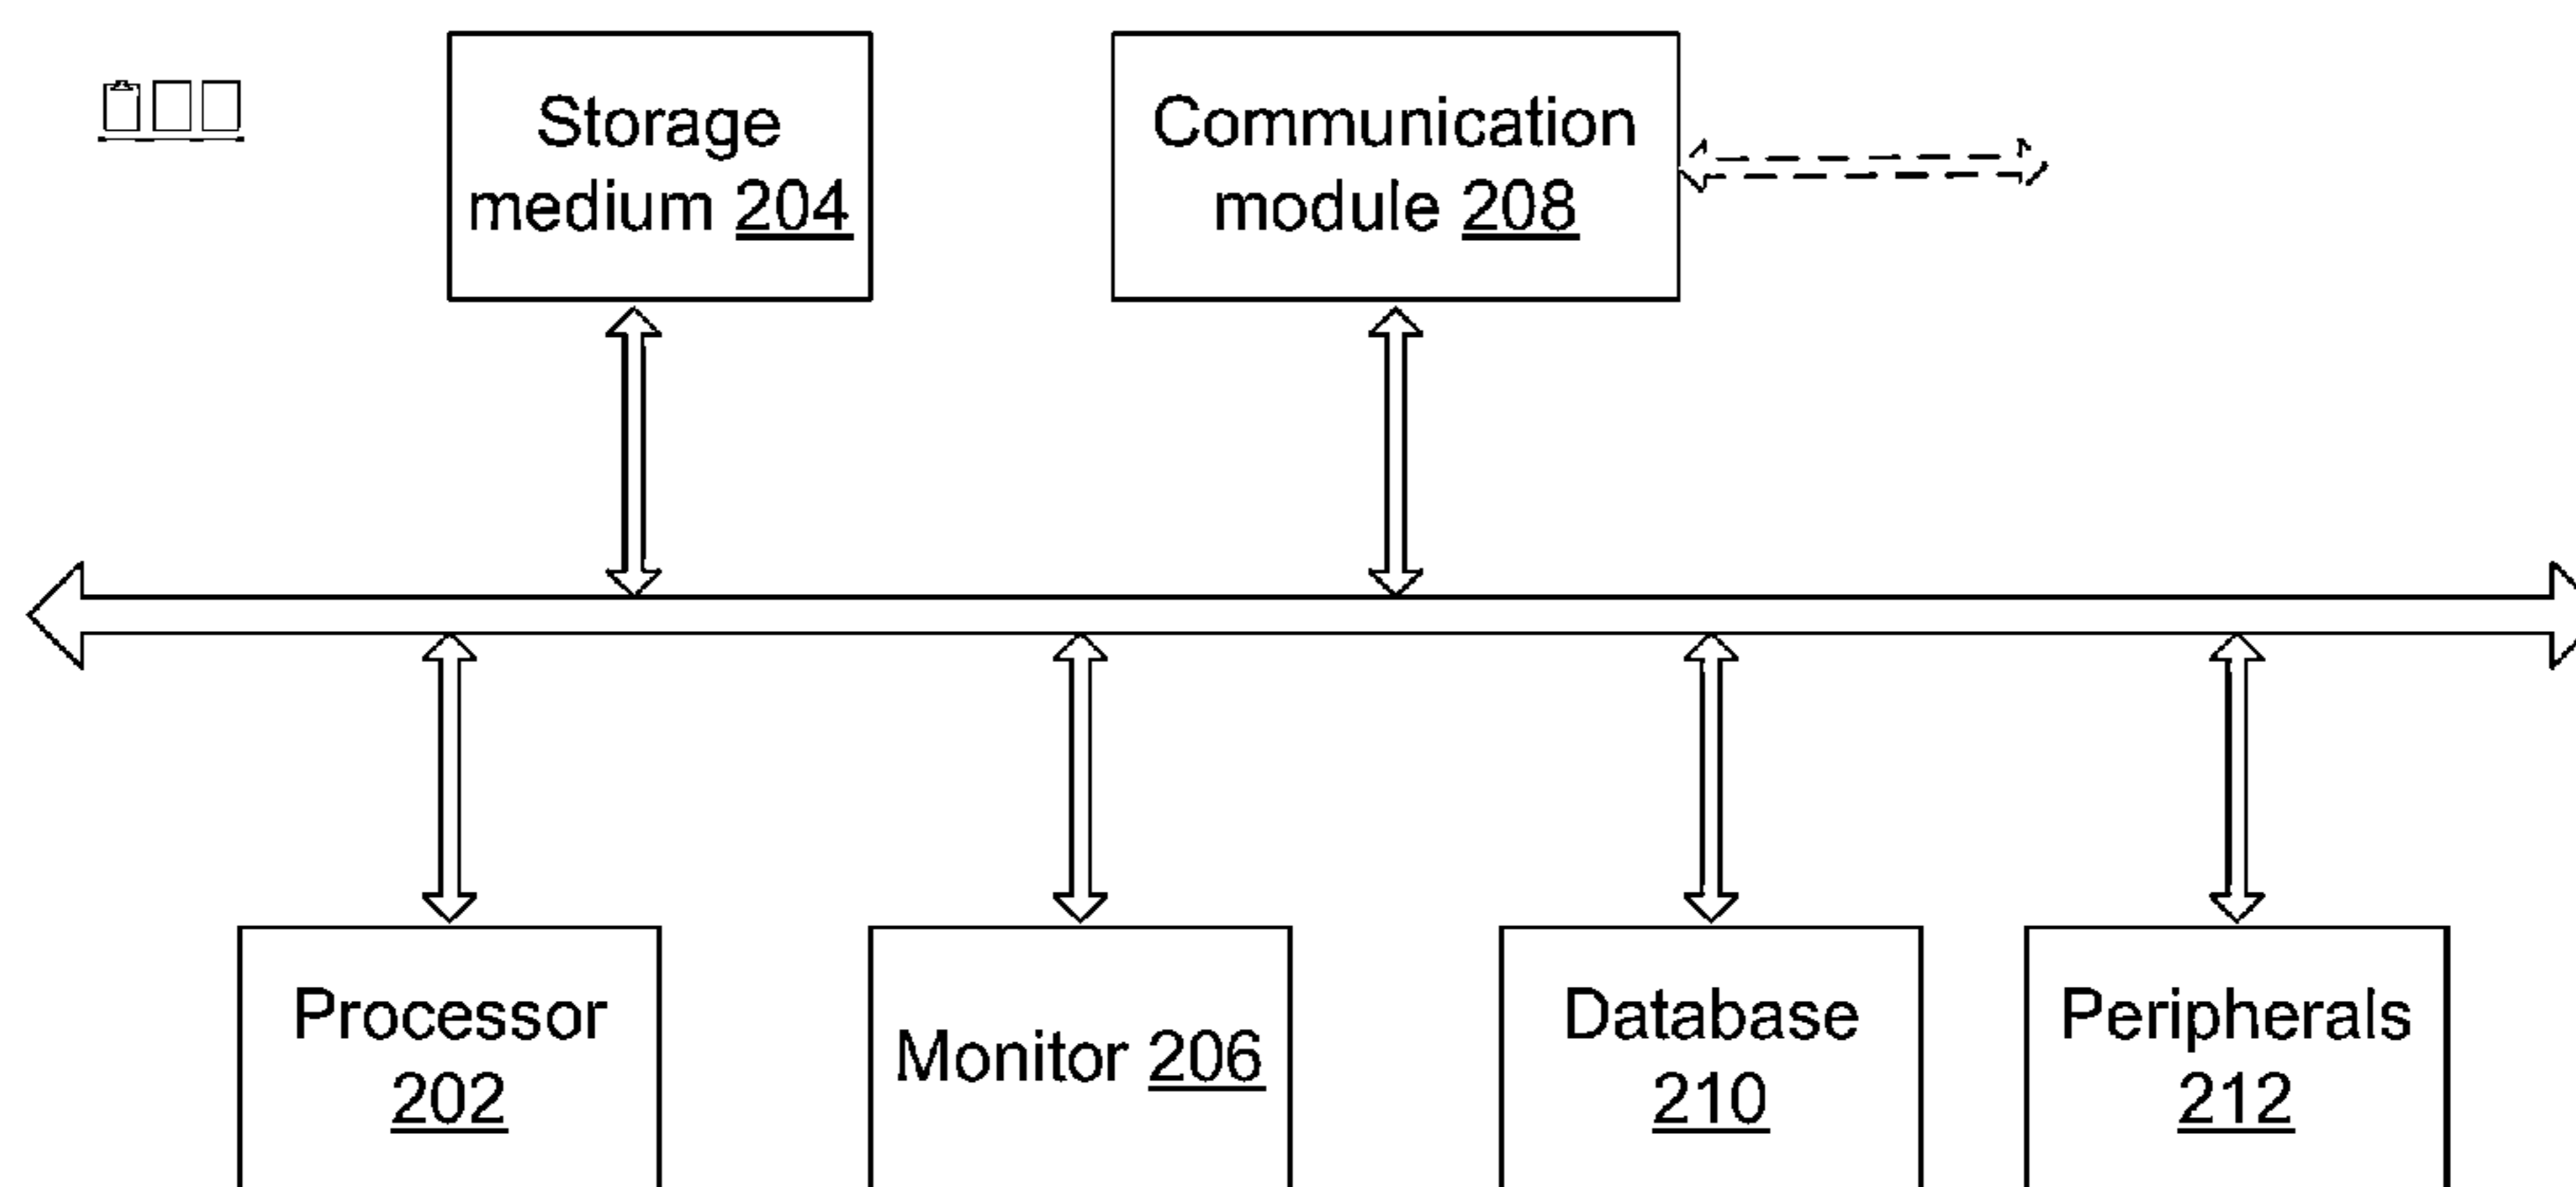 Storage
medium 204
Communication
module 208
Processor
202
Monitor 206
Database
210
Peripherals
212